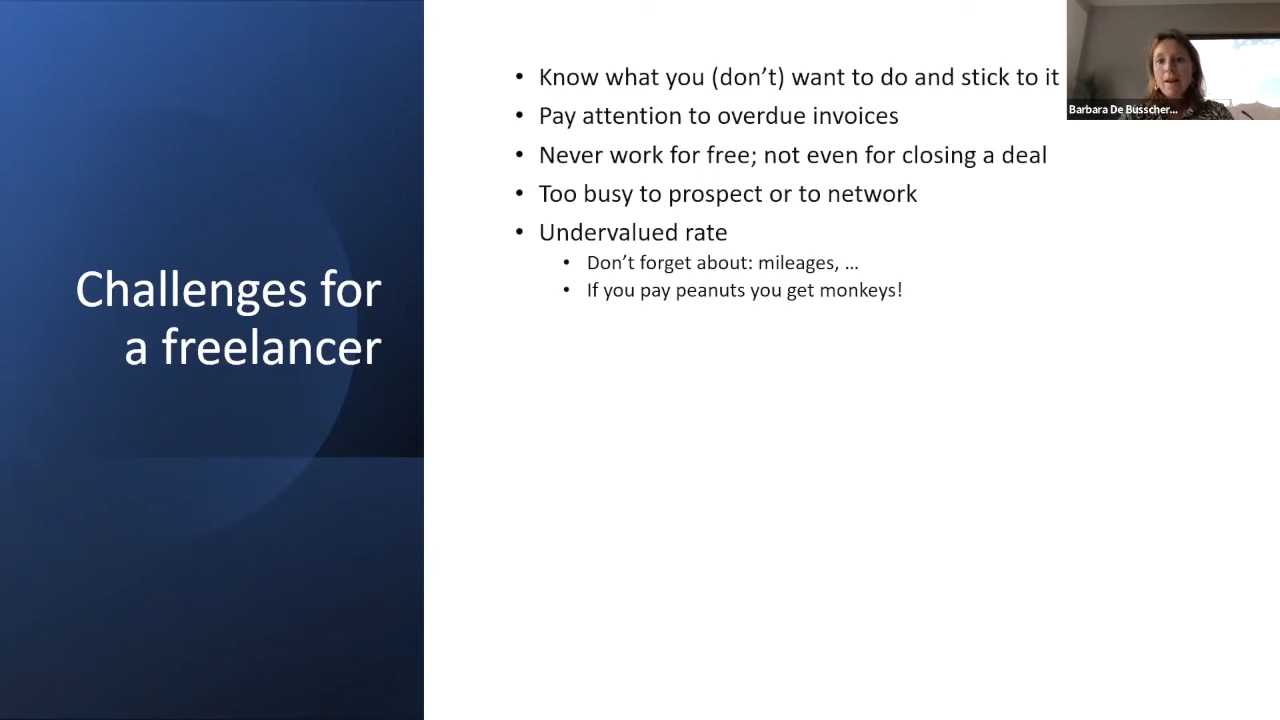 Challenges for
a freelancer
• Know what you (don’t) want to do and stick to it
• Pay attention to overdue invoices
• Never work for free; not even for closing a deal
• Too busy to prospect or to network
• Undervalued rate
• Don’t forget about: mileages, …
• If you pay peanuts you get monkeys!
Barbara De Busscher...